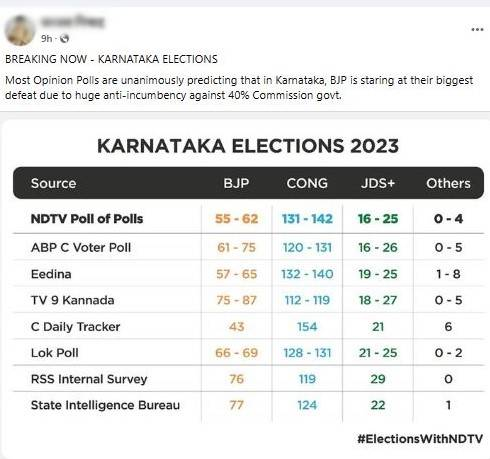 9h
BREAKING NOW - KARNATAKA ELECTIONS
Most Opinion Polls are unanimously predicting that in Karnataka, BJP is staring at their biggest
defeat due to huge anti-incumbency against 40% Commission govt.
KARNATAKA ELECTIONS 2023
Source BJP CONG JDS+ Others
NDTV Poll of Polls 55 - 62 131 - 142 16 - 25 0 - 4
ABP C Voter Poll 61 - 75 120 - 131 16 - 26 0 - 5
Eedina 57 - 65 132 - 140 19 - 25 1 - 8
TV 9 Kannada 75 - 87 112 - 119 18 - 27 0 - 5
C Daily Tracker 43 154 21 6
Lok Poll 66 - 69 128 - 131 21 - 25 0 - 2
RSS Internal Survey 76 119 29 0
State Intelligence Bureau 77 124 22 1
#ElectionsWithNDTV